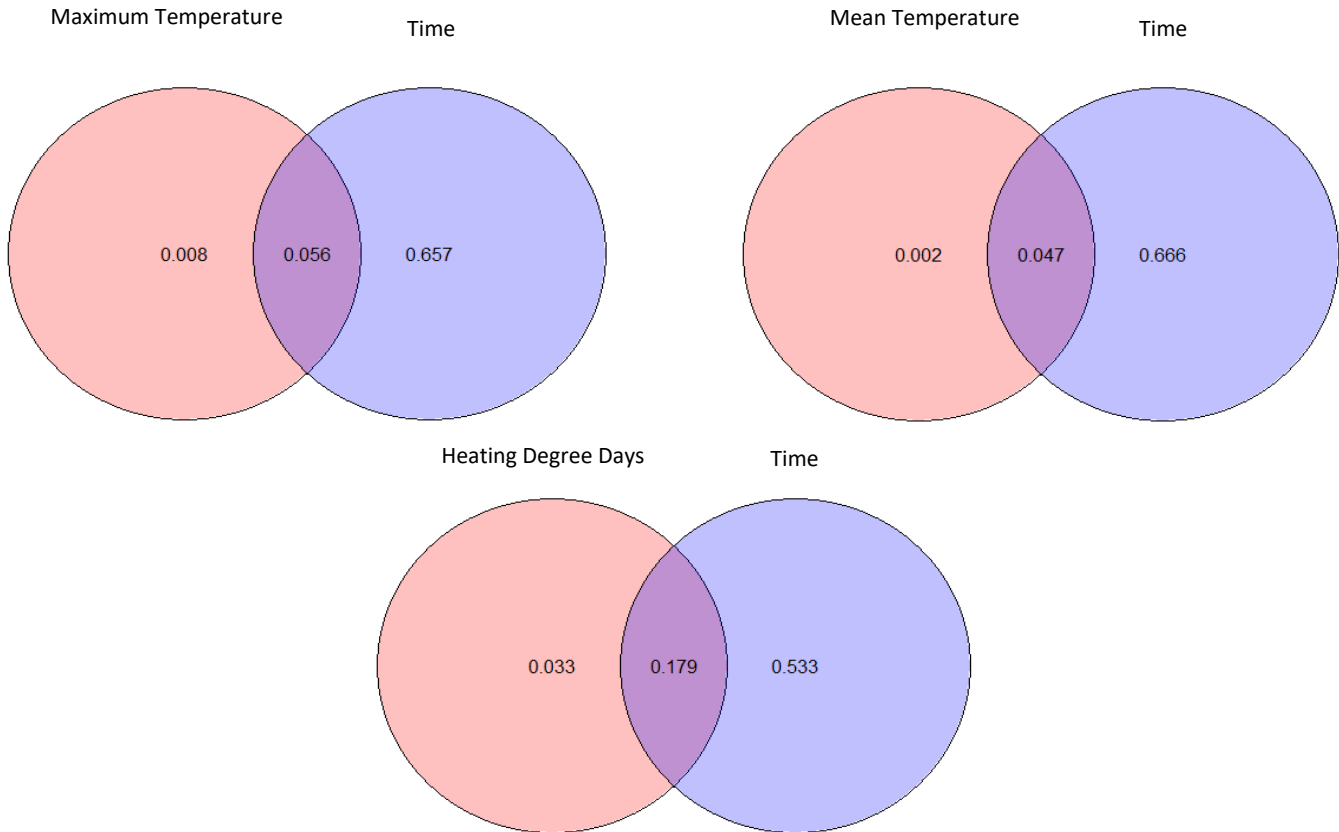 Maximum Temperature
Time
0.008
0.056
0.657
Mean Temperature
Time
0.002
0.047
0.666
Heating Degree Days
Time
0.033
0.179
0.533